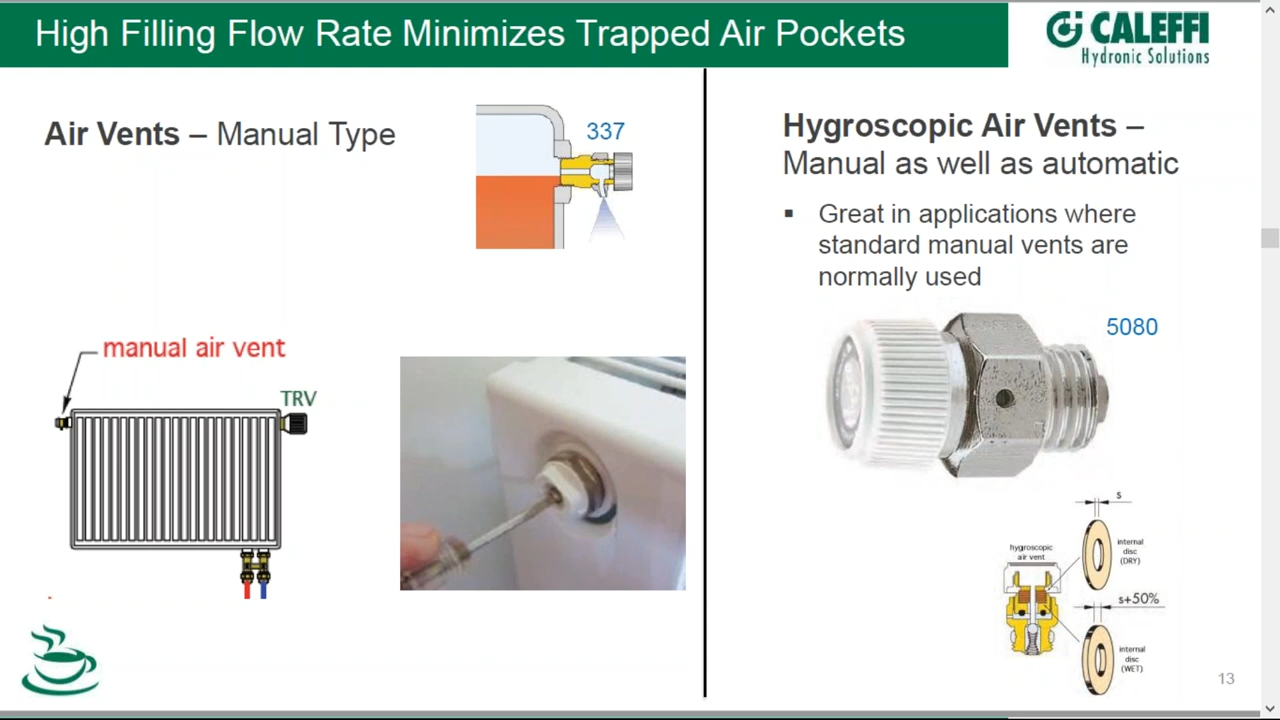 High Filling Flow Rate Minimizes Trapped Air Pockets
CALEFFI
Hydronic Solutions
Air Vents – Manual Type
337
manual air vent
TRV
Hygroscopic Air Vents –
Manual as well as automatic
▪ Great in applications where
standard manual vents are
normally used
5080
s
hygroscopic
air vent
internal
disc
(DRY)
s+50%
internal
disc
(WET)
13